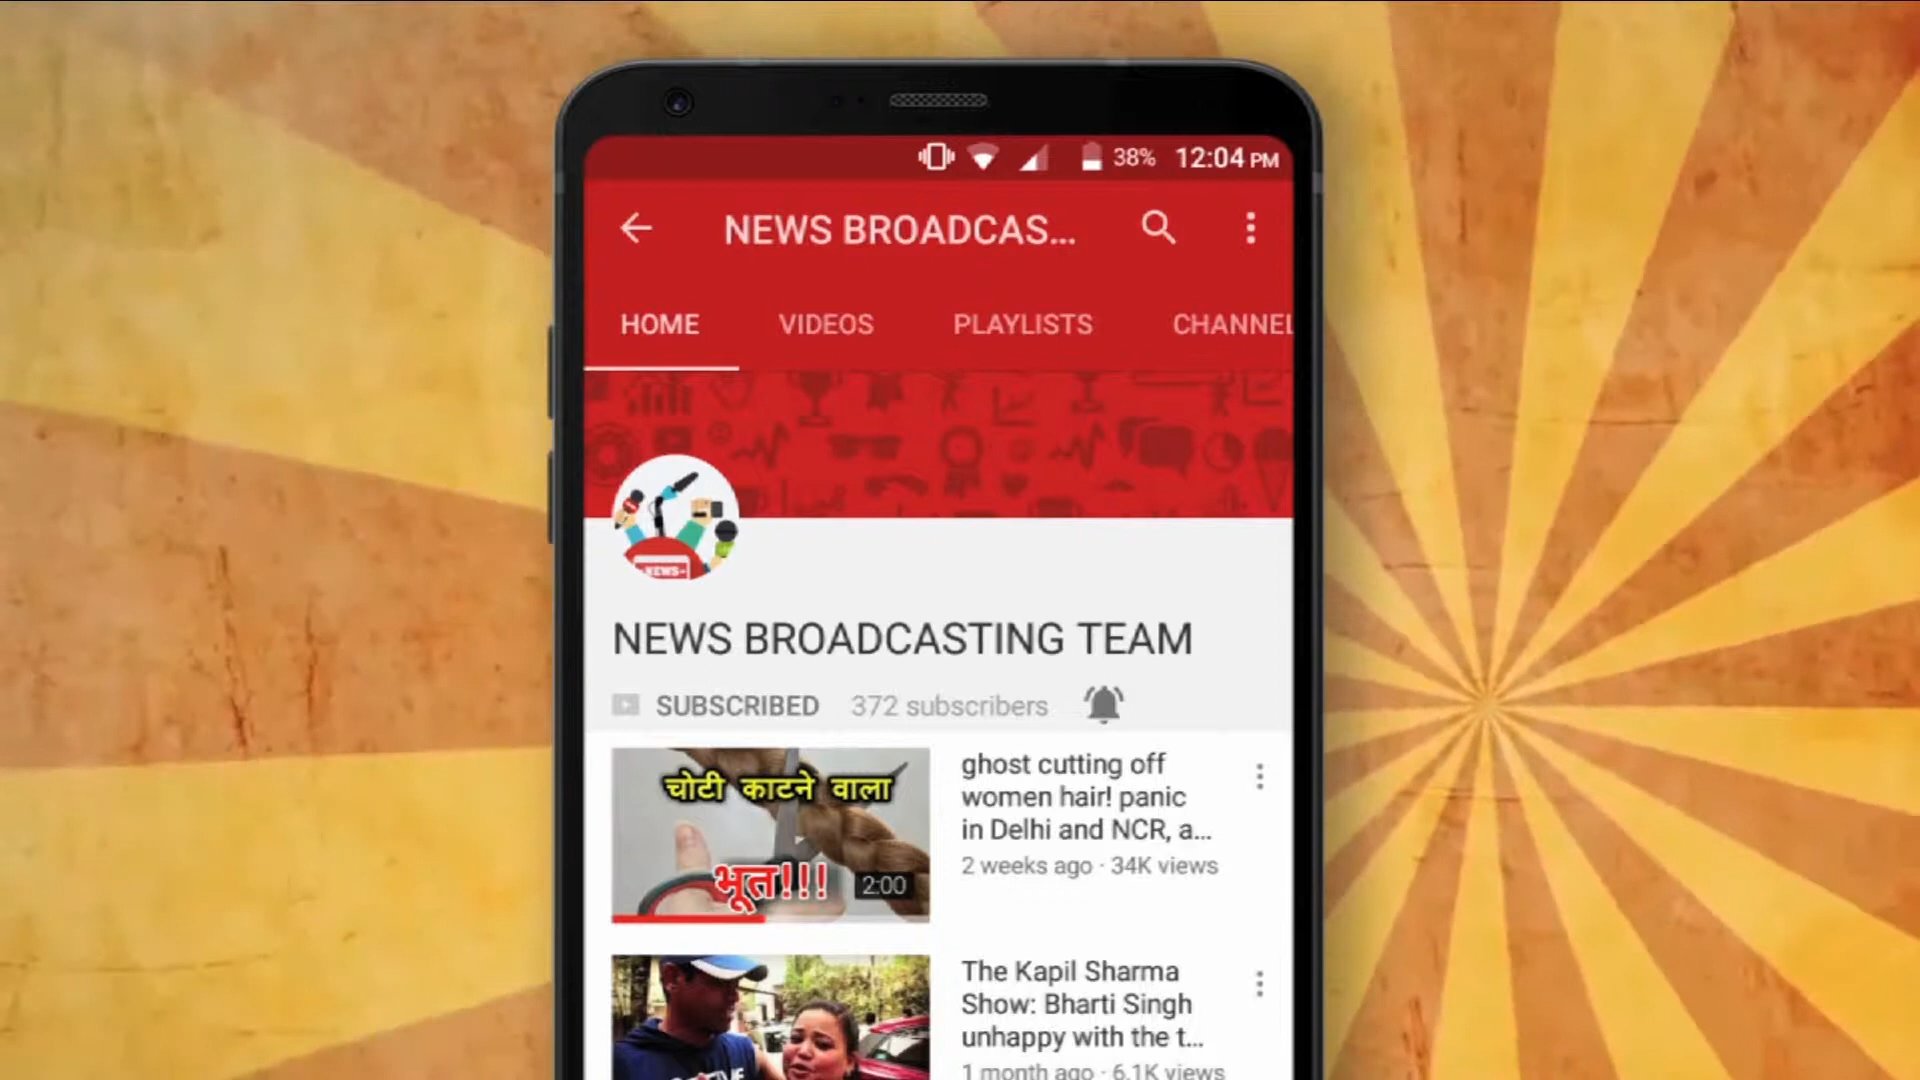 38% 12:04 PM
NEWS BROADCAS...
HOME VIDEOS PLAYLISTS CHANNEL
NEWS
NEWS BROADCASTING TEAM
SUBSCRIBED 372 subscribers
चोटी काटने वाला
भूत!!!
2:00
ghost cutting off
women hair! panic
in Delhi and NCR, a...
2 weeks ago · 34K views
The Kapil Sharma
Show: Bharti Singh
unhappy with the t...
1 month ago · 6.1K views